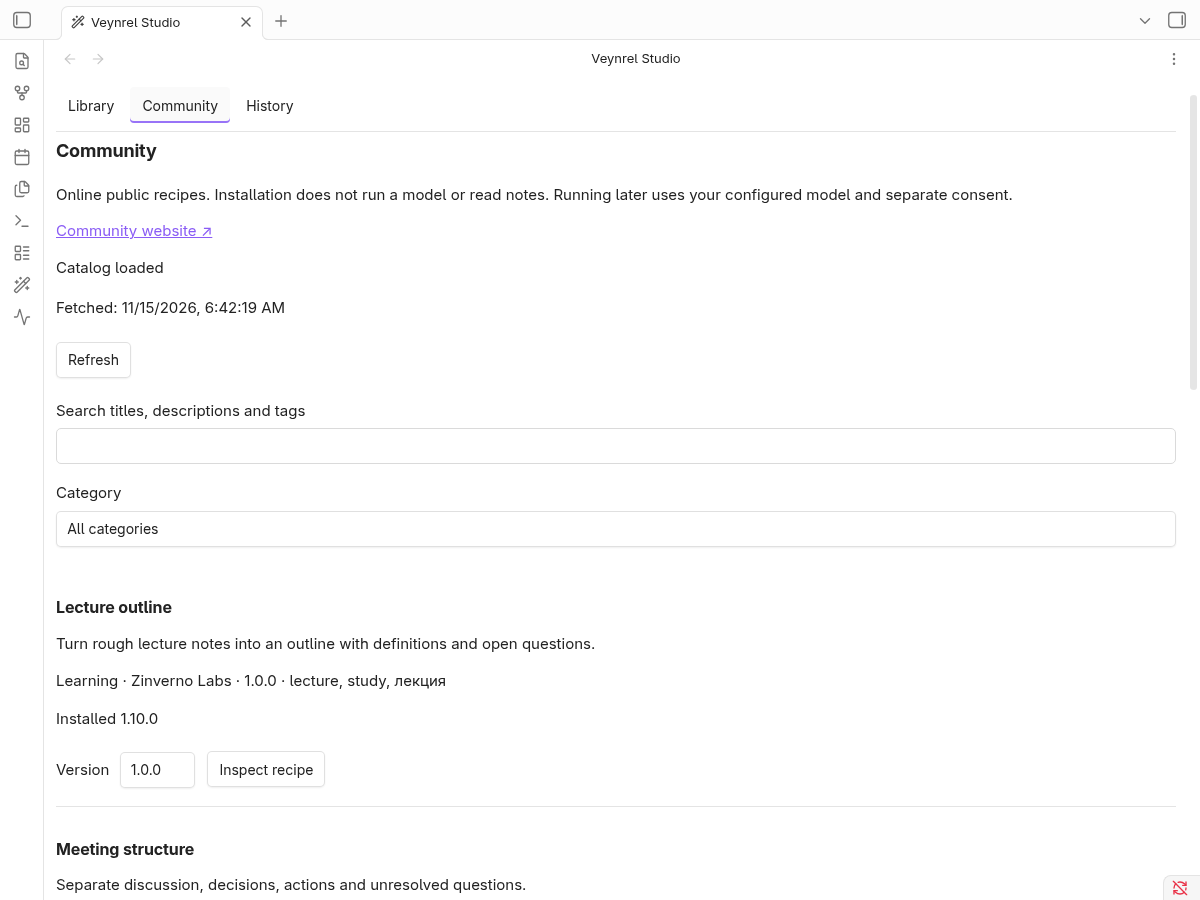 Veynrel Studio
Veynrel Studio
Library
Community
History
Community
Online public recipes. Installation does not run a model or read notes. Running later uses your configured model and separate consent.
Community website ↗
Catalog loaded
Fetched: 11/15/2026, 6:42:19 AM
Refresh
Search titles, descriptions and tags
Category
All categories
Lecture outline
Turn rough lecture notes into an outline with definitions and open questions.
Learning · Zinverno Labs · 1.0.0 · lecture, study, лекция
Installed 1.10.0
Version 1.0.0 Inspect recipe
Meeting structure
Separate discussion, decisions, actions and unresolved questions.